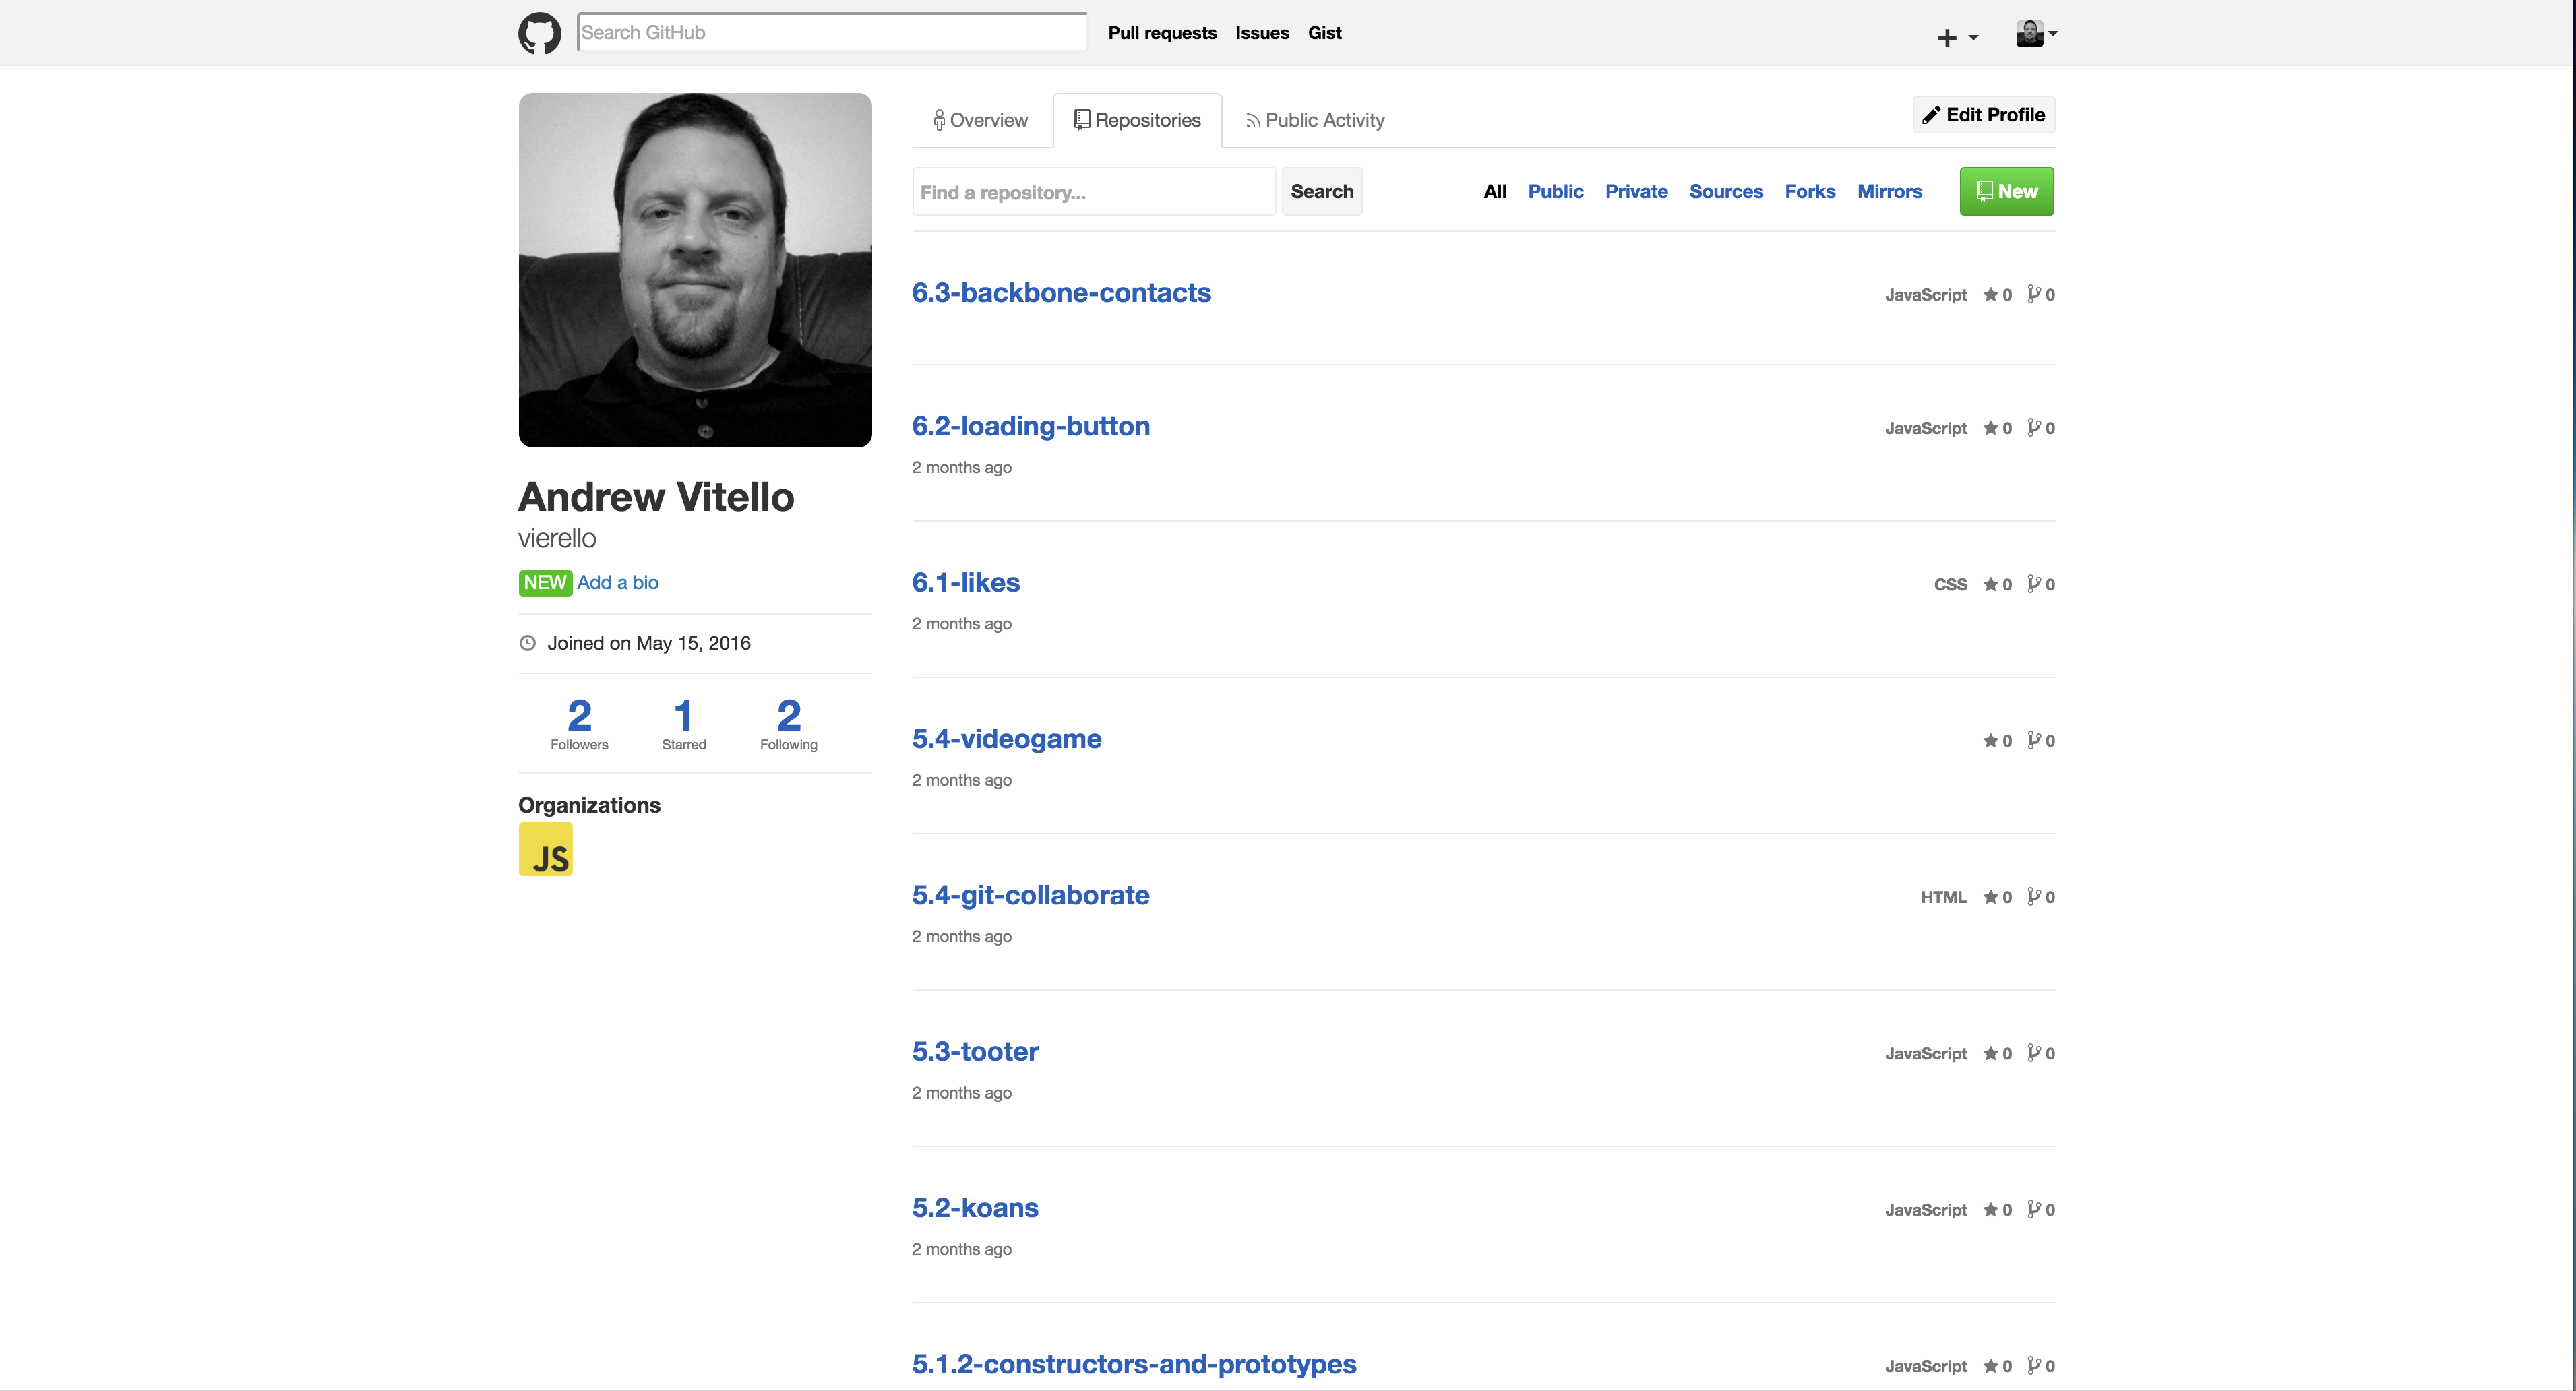 Search GitHub Pull requests Issues Gist
Overview Repositories Public Activity Edit Profile
Find a repository... Search All Public Private Sources Forks Mirrors New
Andrew Vitello
vierello
NEW Add a bio
Joined on May 15, 2016
2 1 2
Followers Starred Following
Organizations
JS
6.3-backbone-contacts JavaScript 0 0
6.2-loading-button JavaScript 0 0
2 months ago
6.1-likes CSS 0 0
2 months ago
5.4-videogame 0 0
2 months ago
5.4-git-collaborate HTML 0 0
2 months ago
5.3-tooter JavaScript 0 0
2 months ago
5.2-koans JavaScript 0 0
2 months ago
5.1.2-constructors-and-prototypes JavaScript 0 0